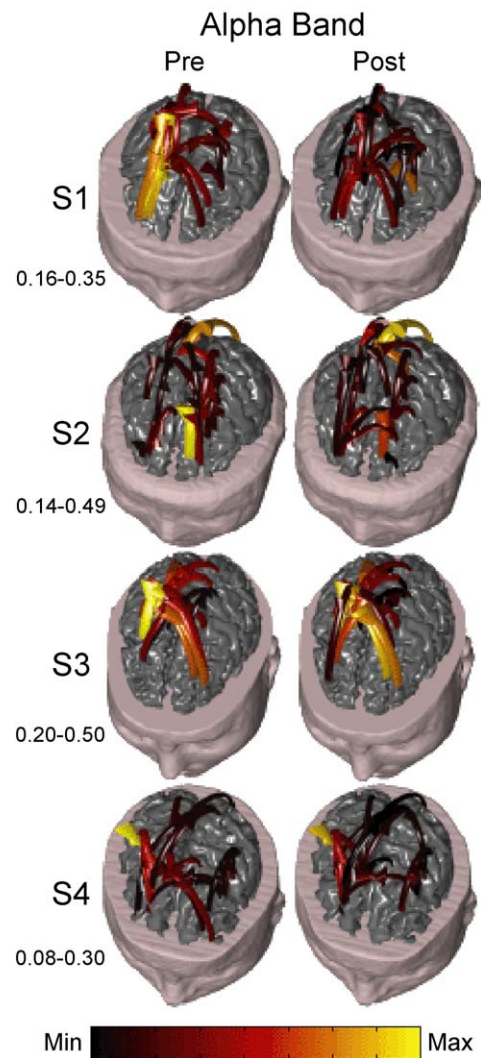 Alpha Band
Pre Post
S1
0.16-0.35
S2
0.14-0.49
S3
0.20-0.50
S4
0.08-0.30
Min Max